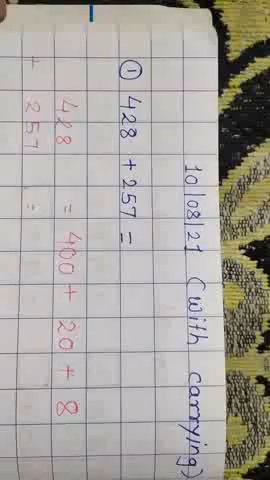 10/08/21 (with carrying)
① 428 + 257 =
428 = 400 + 20 + 8
+ 257 =